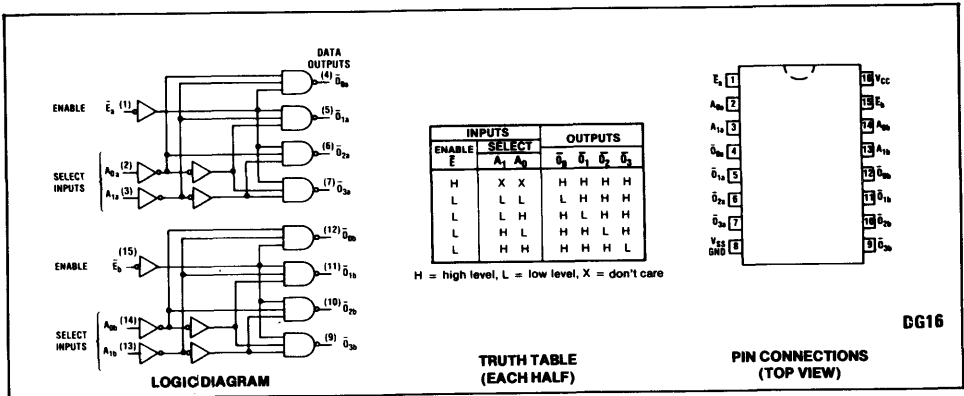 DATA
OUTPUTS
(4) Ō0a
ENABLE Ēa (1)
(5) Ō1a
(6) Ō2a
SELECT
INPUTS
A0a (2)
A1a (3)
(7) Ō3a
(12) Ō0b
ENABLE Ēb (15)
(11) Ō1b
(10) Ō2b
SELECT
INPUTS
A0b (14)
A1b (13)
(9) Ō3b
LOGIC DIAGRAM
INPUTS OUTPUTS
ENABLE SELECT
Ē A1 A0 Ō0 Ō1 Ō2 Ō3
H X X H H H H
L L L L H H H
L L H H L H H
L H L H H L H
L H H H H H L
H = high level, L = low level, X = don't care
TRUTH TABLE
(EACH HALF)
Ēa 1 16 VCC
A0a 2 15 Ēb
A1a 3 14 A0b
Ō0a 4 13 A1b
Ō1a 5 12 Ō0b
Ō2a 6 11 Ō1b
Ō3a 7 10 Ō2b
VSS
GND 8 9 Ō3b
DG16
PIN CONNECTIONS
(TOP VIEW)